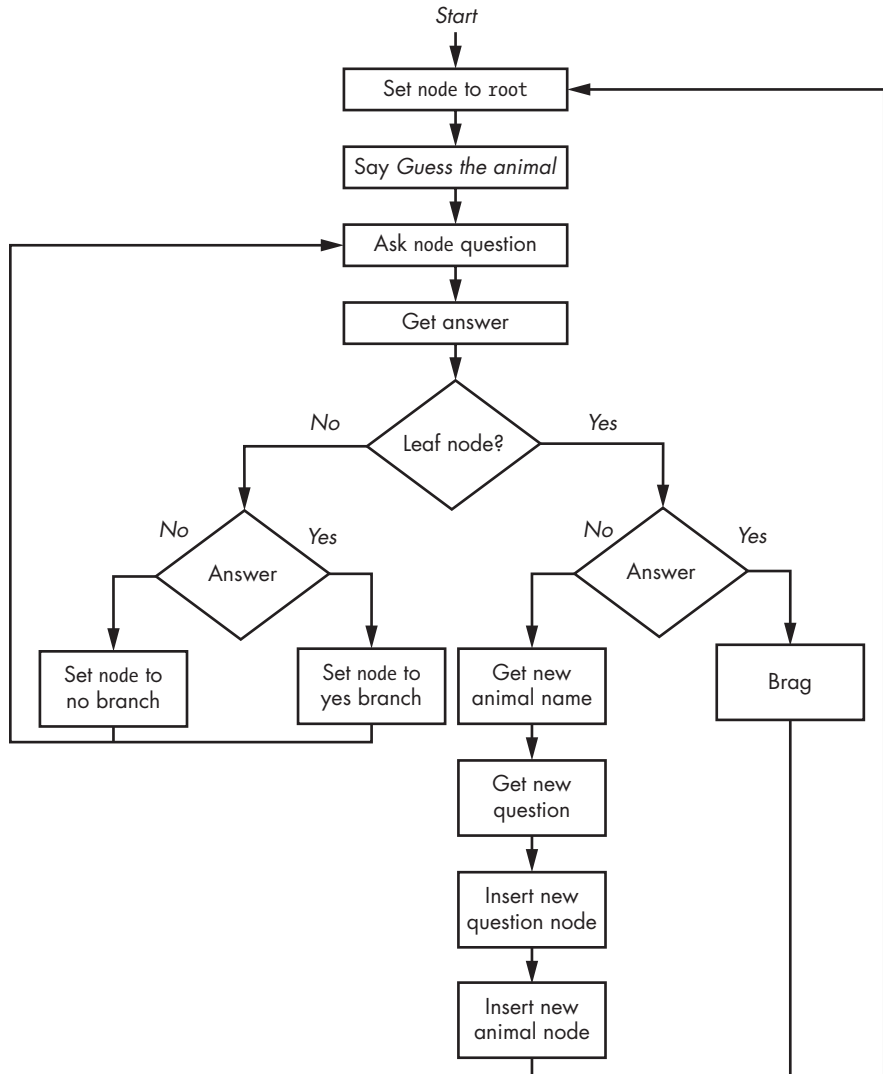 Start
Set node to root
Say Guess the animal
Ask node question
Get answer
No
Leaf node?
Yes
No
Answer
Yes
No
Answer
Yes
Set node to
no branch
Set node to
yes branch
Get new
animal name
Brag
Get new
question
Insert new
question node
Insert new
animal node